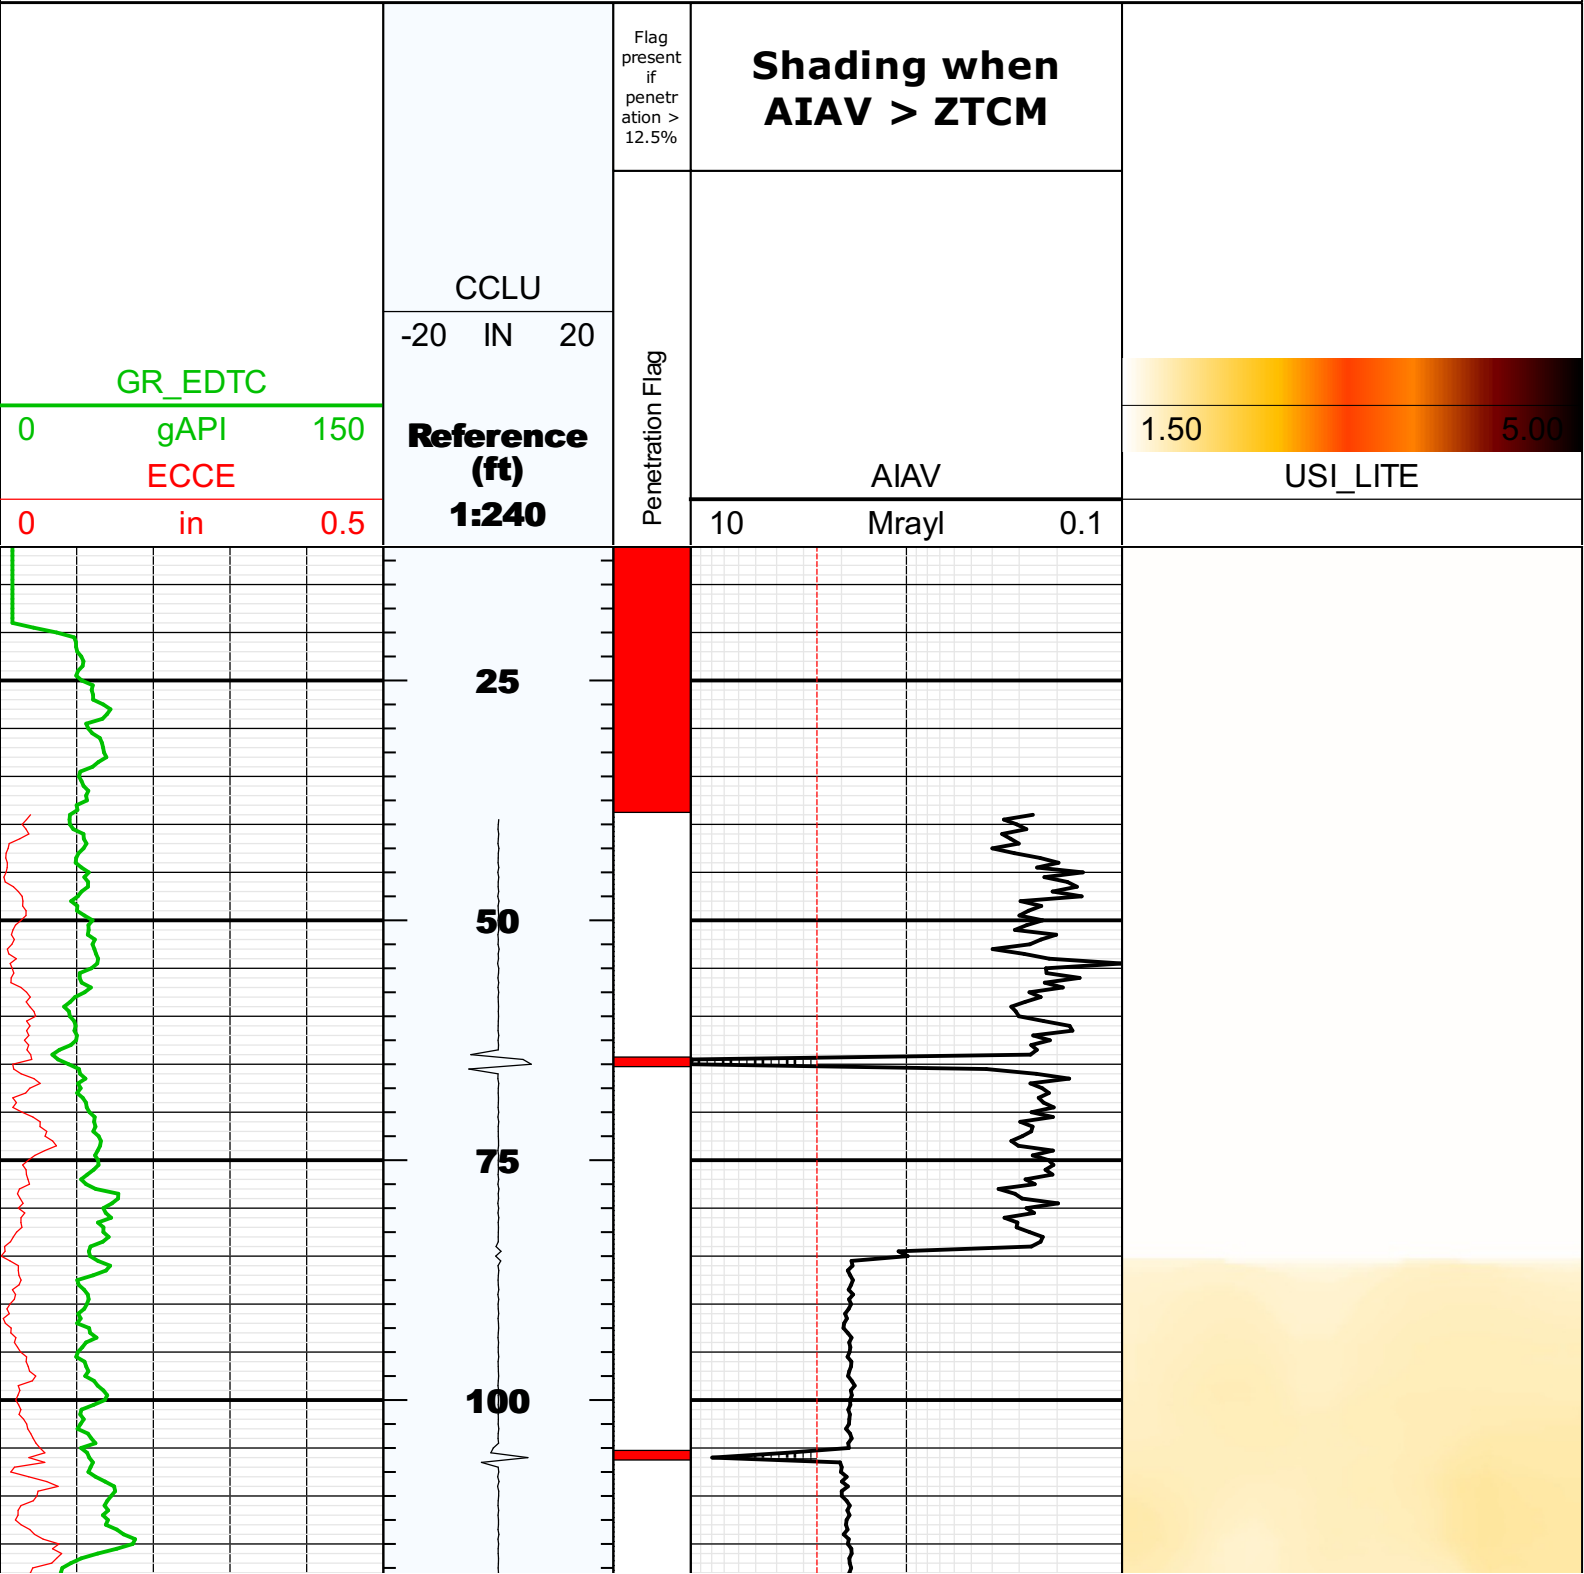 Flag
present
if
penetr
ation >
12.5%
Shading when
AIAV > ZTCM
CCLU
-20 IN 20
GR_EDTC
0 gAPI 150
ECCE
0 in 0.5
Reference
(ft)
1:240
Penetration Flag
AIAV
10 Mrayl 0.1
1.50 5.00
USI_LITE
25
50
75
100